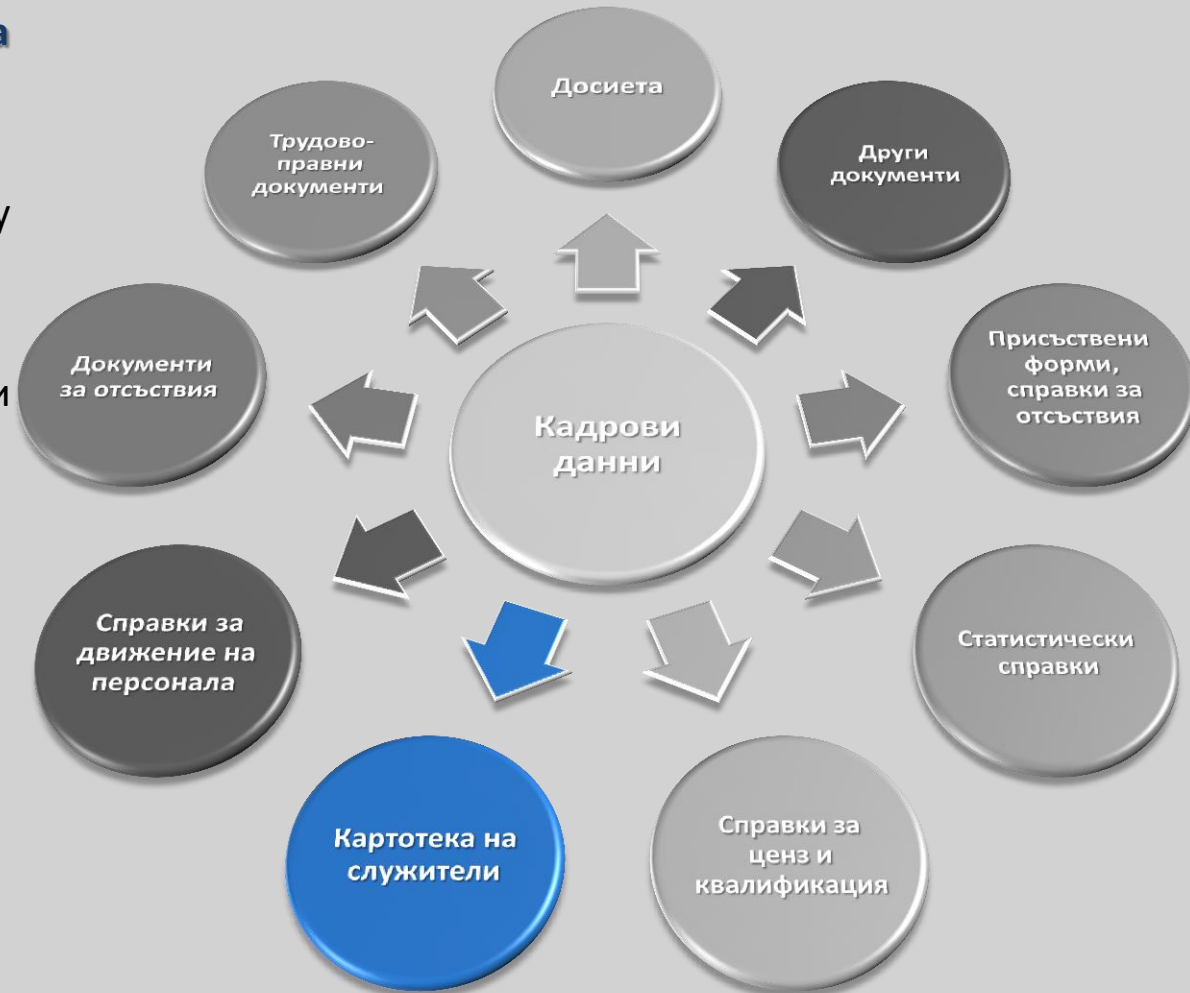 а
у
и
Досиета
Други
документи
Присъствени
форми,
справки за
отсъствия
Статистически
справки
Справки за
ценз и
квалификация
Картотека на
служители
Справки за
движение на
персонала
Документи
за отсъствия
Трудово-
правни
документи
Кадрови
данни